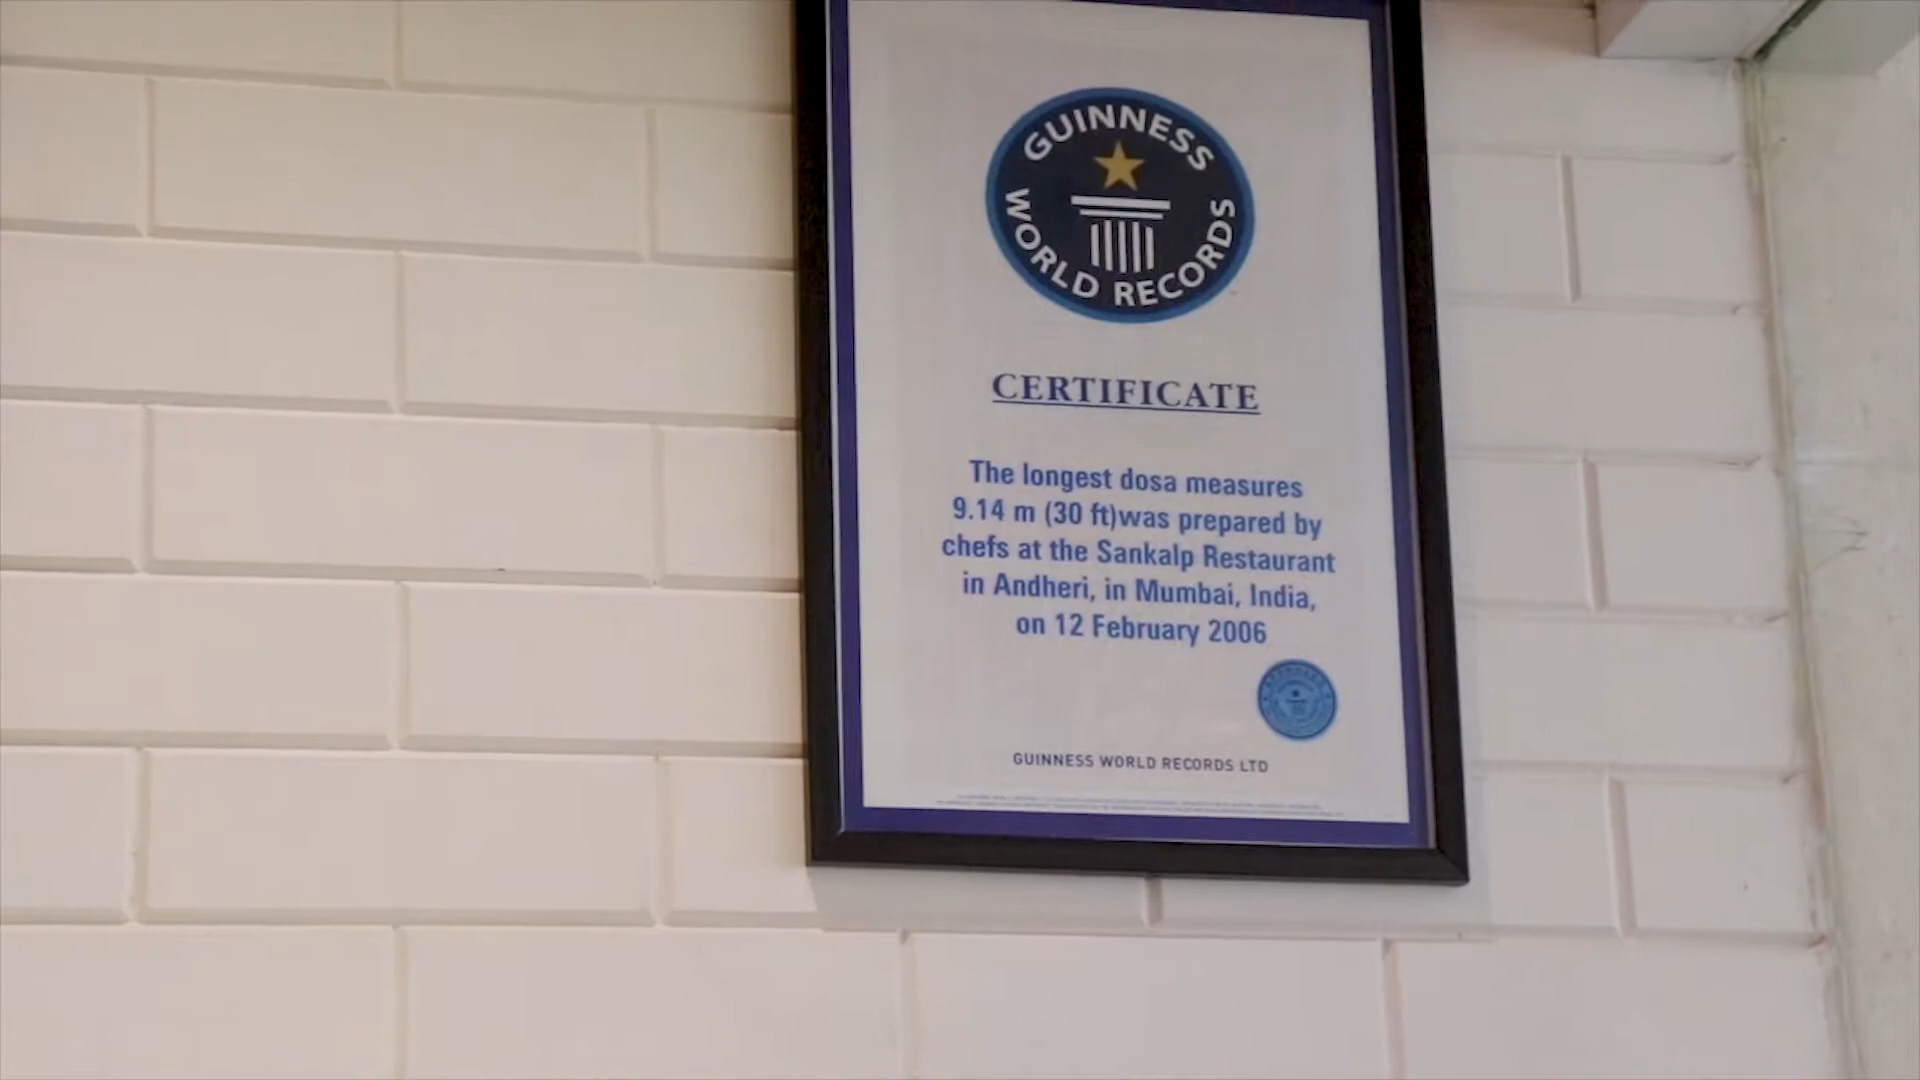 GUINNESS
WORLD RECORDS
CERTIFICATE
The longest dosa measures
9.14 m (30 ft)was prepared by
chefs at the Sankalp Restaurant
in Andheri, in Mumbai, India,
on 12 February 2006
GUINNESS WORLD RECORDS LTD